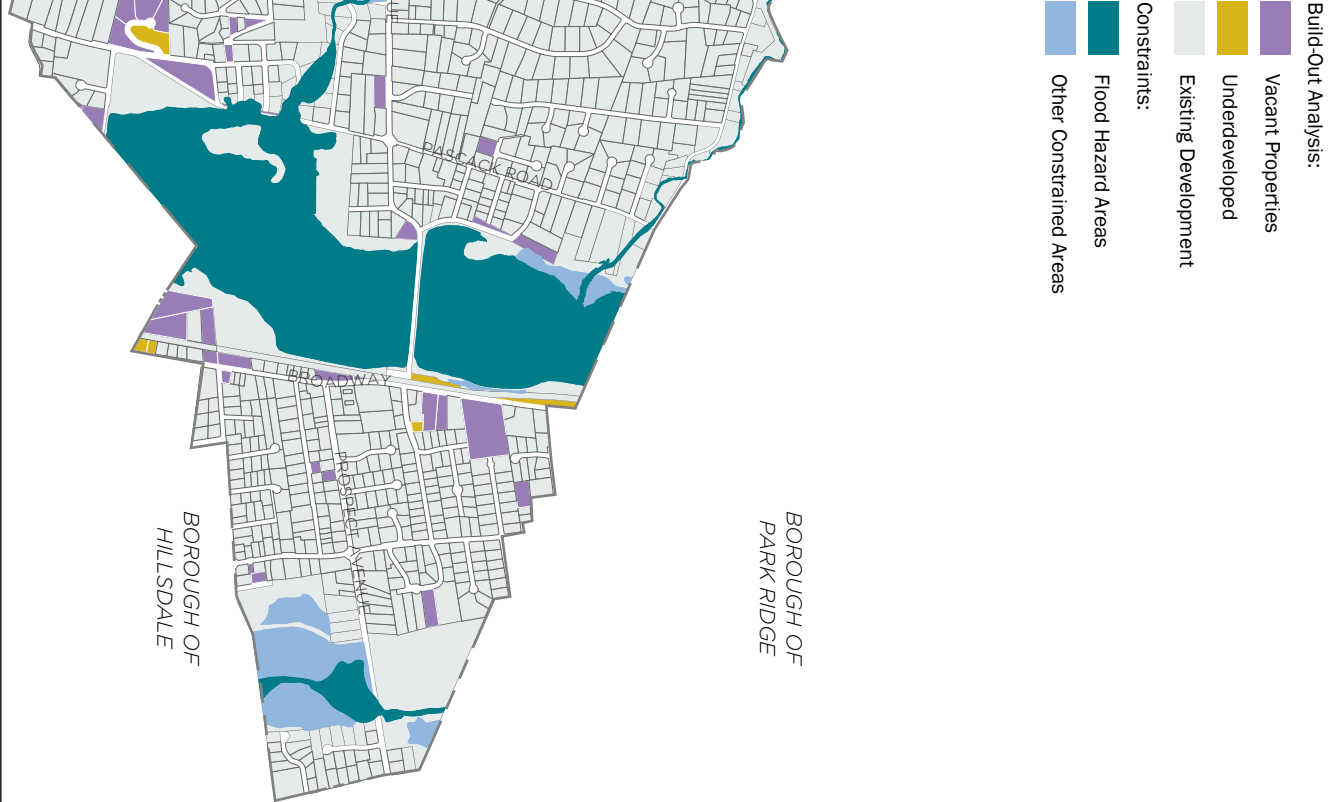 Build-Out Analysis:
Vacant Properties
Underdeveloped
Existing Development
Constraints:
Flood Hazard Areas
Other Constrained Areas
PASCACK ROAD
BROADWAY
PROSPECT AVENUE
BOROUGH OF
PARK RIDGE
BOROUGH OF
HILLSDALE